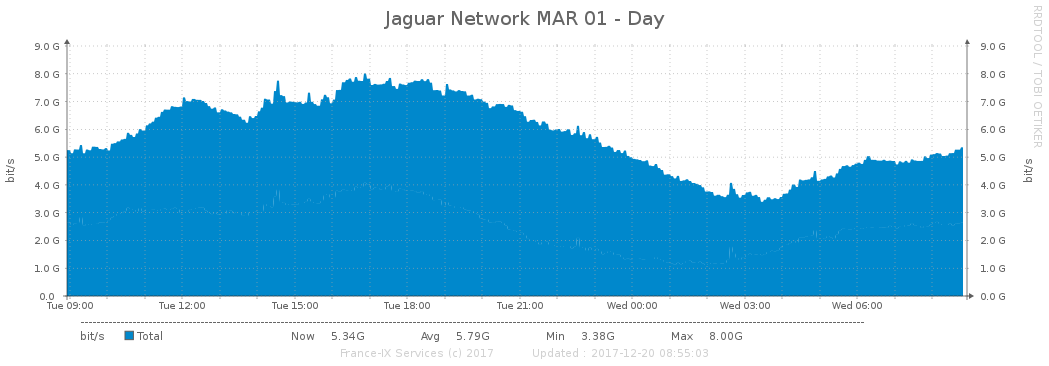 Jaguar Network MAR 01 - Day
RRDTOOL / TOBI OETIKER
bit/s
9.0 G
8.0 G
7.0 G
6.0 G
5.0 G
4.0 G
3.0 G
2.0 G
1.0 G
0.0
9.0 G
8.0 G
7.0 G
6.0 G
5.0 G
4.0 G
3.0 G
2.0 G
1.0 G
0.0 G
bit/s
Tue 09:00 Tue 12:00 Tue 15:00 Tue 18:00 Tue 21:00 Wed 00:00 Wed 03:00 Wed 06:00
bit/s Total Now 5.34G Avg 5.79G Min 3.38G Max 8.00G
France-IX Services (c) 2017 Updated : 2017-12-20 08:55:03